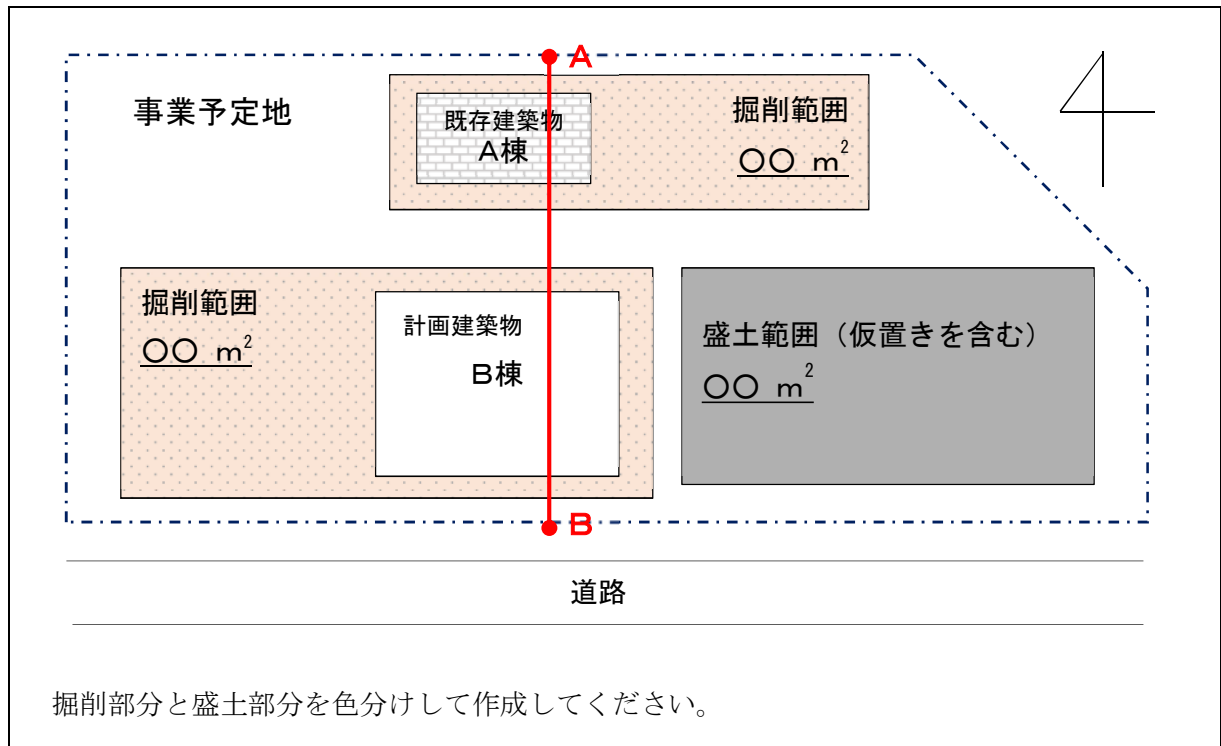 A
事業予定地
既存建築物
A棟
掘削範囲
〇〇 m²
掘削範囲
〇〇 m²
計画建築物
B棟
盛土範囲（仮置きを含む）
〇〇 m²
B
道路
掘削部分と盛土部分を色分けして作成してください。